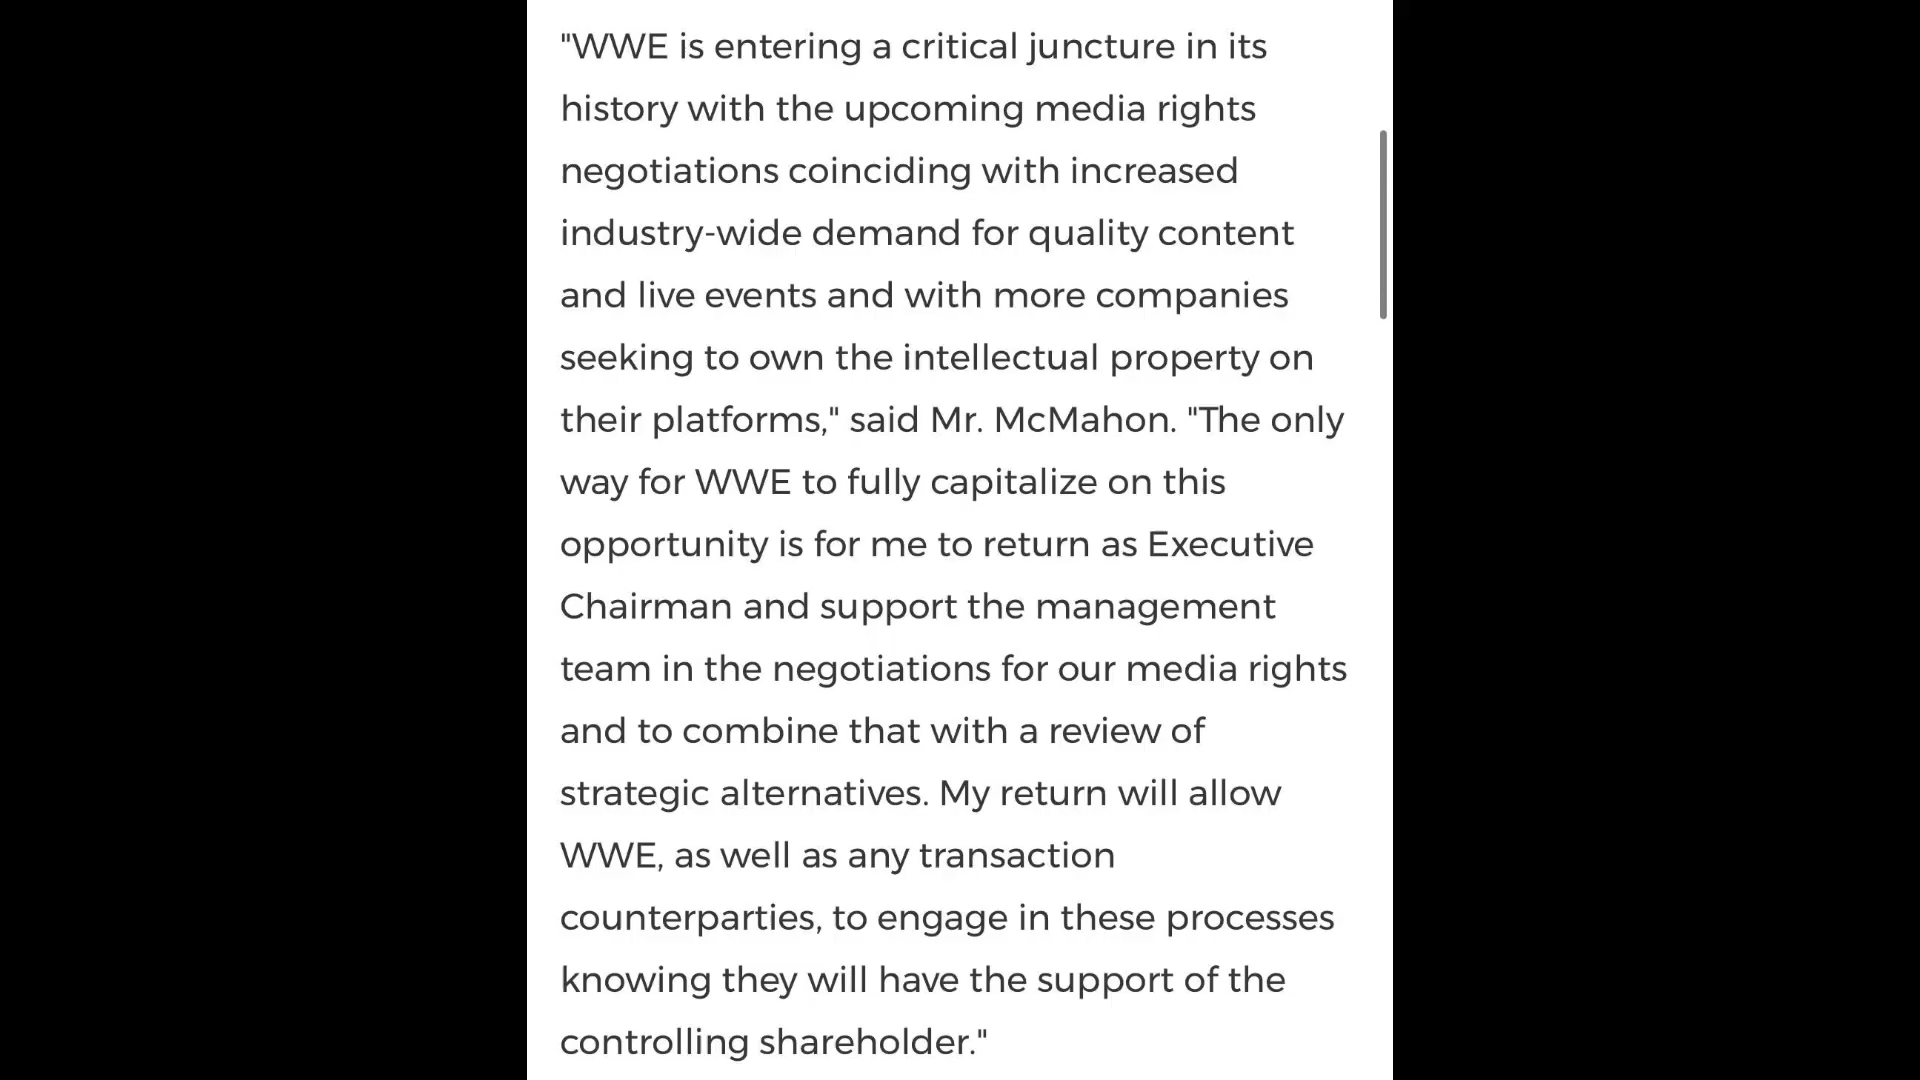 "WWE is entering a critical juncture in its
history with the upcoming media rights
negotiations coinciding with increased
industry-wide demand for quality content
and live events and with more companies
seeking to own the intellectual property on
their platforms," said Mr. McMahon. "The only
way for WWE to fully capitalize on this
opportunity is for me to return as Executive
Chairman and support the management
team in the negotiations for our media rights
and to combine that with a review of
strategic alternatives. My return will allow
WWE, as well as any transaction
counterparties, to engage in these processes
knowing they will have the support of the
controlling shareholder."